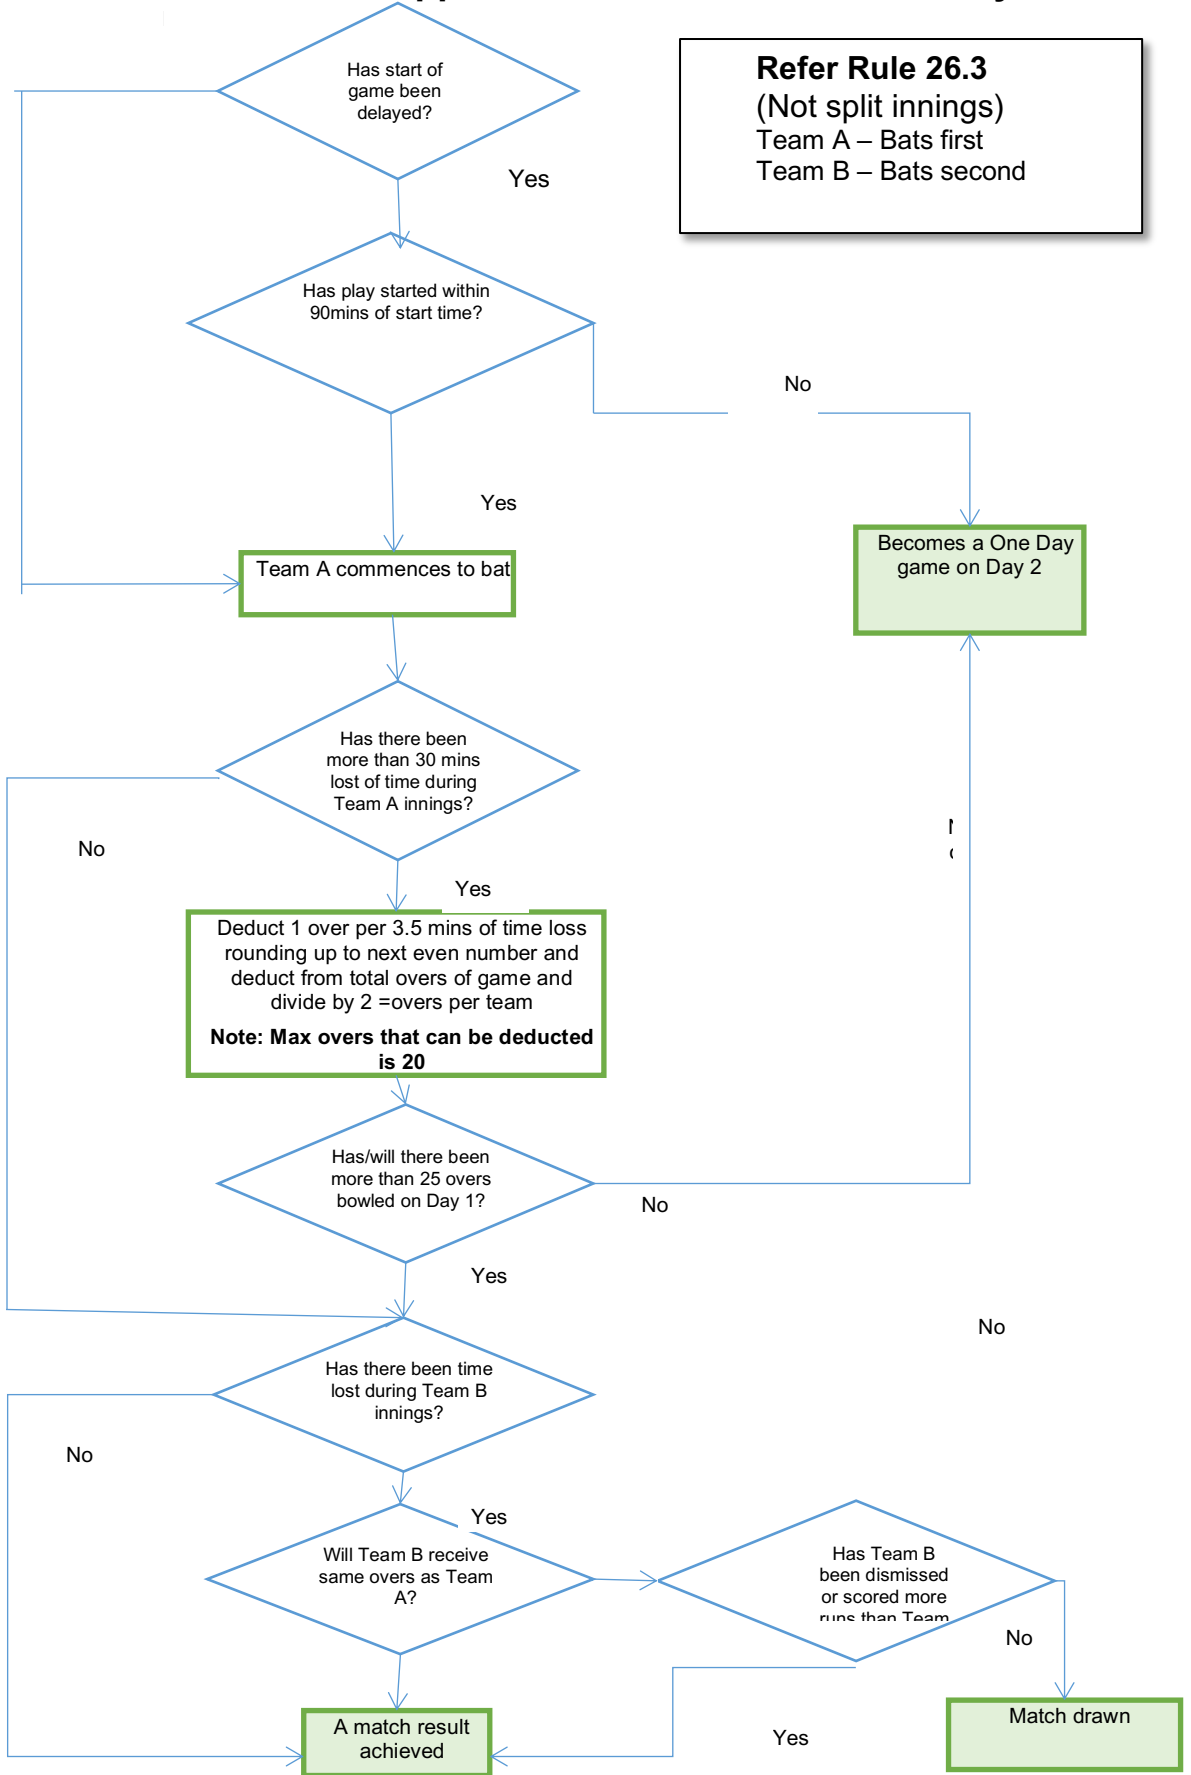 Has start of
game been
delayed?
Refer Rule 26.3
(Not split innings)
Team A – Bats first
Team B – Bats second
Yes
Has play started within
90mins of start time?
No
Yes
Team A commences to bat
Becomes a One Day
game on Day 2
Has there been
more than 30 mins
lost of time during
Team A innings?
No
Yes
Deduct 1 over per 3.5 mins of time loss
rounding up to next even number and
deduct from total overs of game and
divide by 2 =overs per team
Note: Max overs that can be deducted
is 20
Has/will there been
more than 25 overs
bowled on Day 1?
No
Yes
No
Has there been time
lost during Team B
innings?
No
Yes
Will Team B receive
same overs as Team
A?
Has Team B
been dismissed
or scored more
runs than Team
No
A match result
achieved
Yes
Match drawn